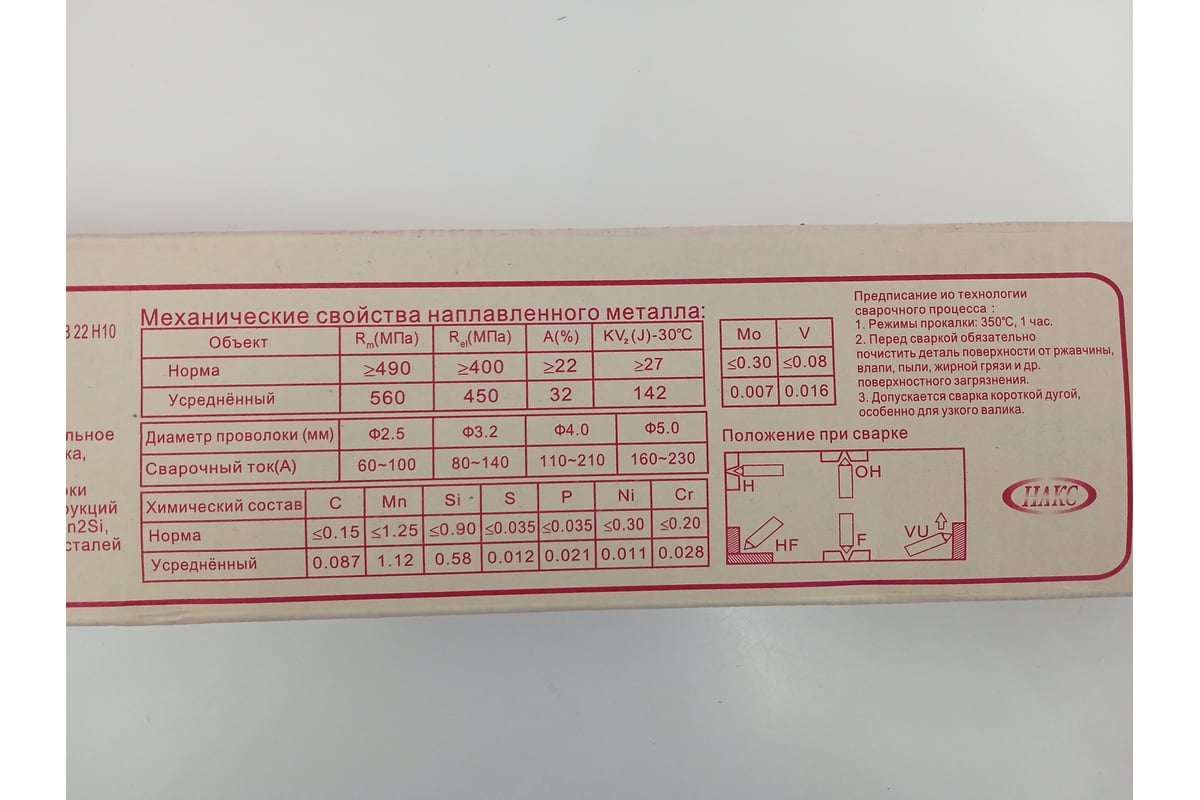 В 22 H10
льное
ка,
оки
рукций
n2Si,
сталей
Механические свойства наплавленного металла:
Объект Rm(МПа) Rel(МПа) A(%) KV₂(J)-30℃
Норма ≥490 ≥400 ≥22 ≥27
Усреднённый 560 450 32 142
Диаметр проволоки (мм) Ф2.5 Ф3.2 Ф4.0 Ф5.0
Сварочный ток(А) 60~100 80~140 110~210 160~230
Химический состав C Mn Si S P Ni Cr
Норма ≤0.15 ≤1.25 ≤0.90 ≤0.035 ≤0.035 ≤0.30 ≤0.20
Усреднённый 0.087 1.12 0.58 0.012 0.021 0.011 0.028
Mo V
≤0.30 ≤0.08
0.007 0.016
Положение при сварке
H OH
HF F VU
Предписание ио технологии
сварочного процесса :
1. Режимы прокалки: 350℃, 1 час.
2. Перед сваркой обязательно
почистить деталь поверхности от ржавчины,
влапи, пыли, жирной грязи и др.
поверхностного загрязнения.
3. Допускается сварка короткой дугой,
особенно для узкого валика.
НАКС